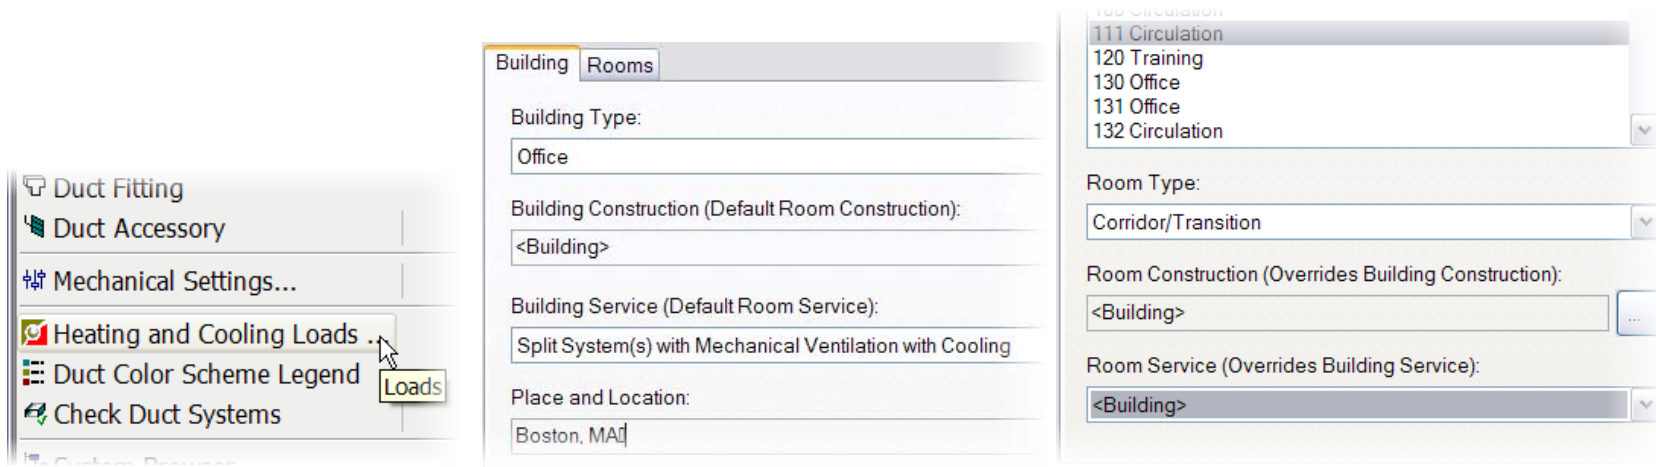 Duct Fitting
Duct Accessory
Mechanical Settings...
Heating and Cooling Loads ...
Loads
Duct Color Scheme Legend
Check Duct Systems
System Browser
Building Rooms
Building Type:
Office
Building Construction (Default Room Construction):
<Building>
Building Service (Default Room Service):
Split System(s) with Mechanical Ventilation with Cooling
Place and Location:
Boston, MA
Circulation
111 Circulation
120 Training
130 Office
131 Office
132 Circulation
Room Type:
Corridor/Transition
Room Construction (Overrides Building Construction):
<Building>
...
Room Service (Overrides Building Service):
<Building>